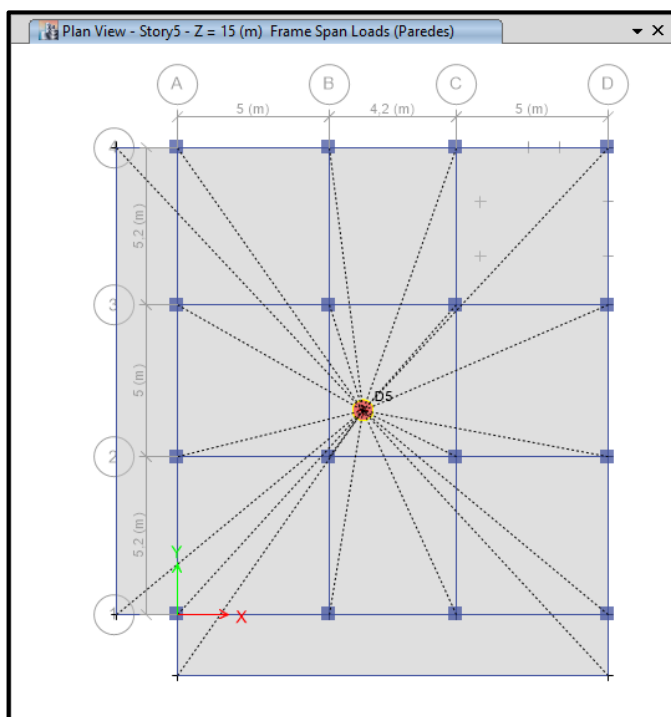 Plan View - Story5 - Z = 15 (m) Frame Span Loads (Paredes)
A B C D
5 (m) 4,2 (m) 5 (m)
4
5,2 (m)
3
5 (m)
D5
2
5,2 (m)
Y
1
X